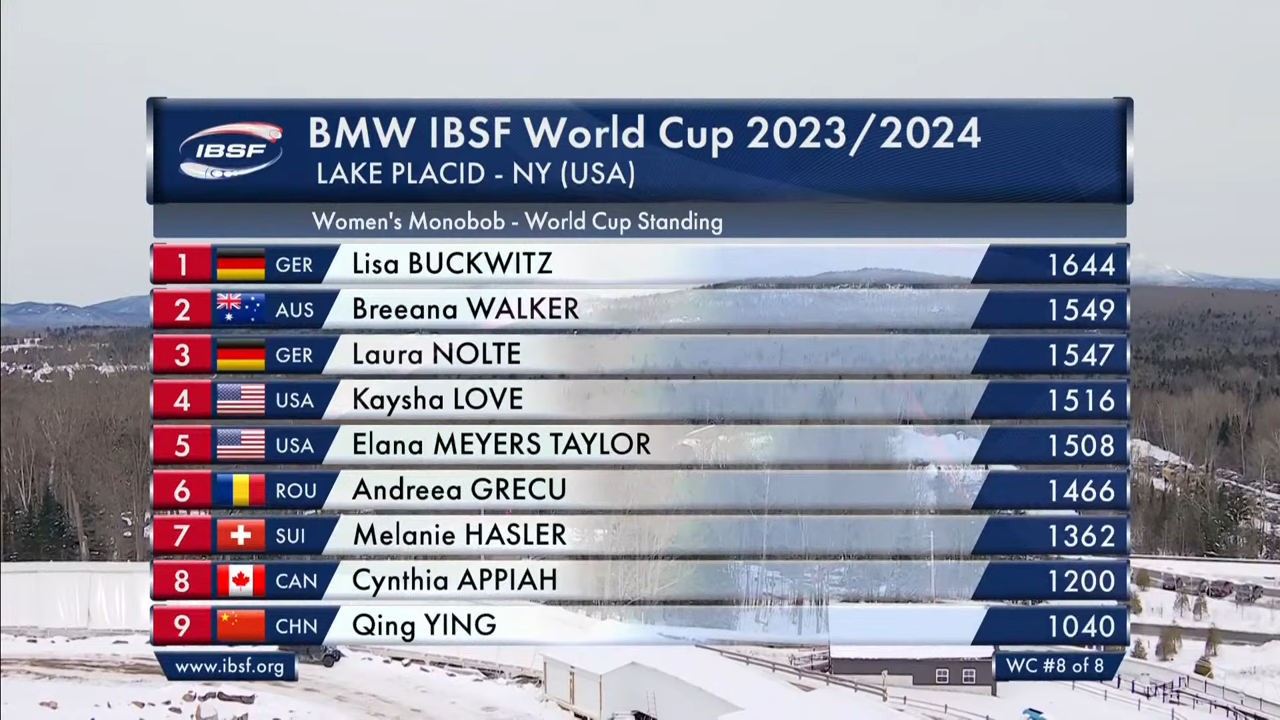 IBSF
BMW IBSF World Cup 2023/2024
LAKE PLACID - NY (USA)
Women's Monobob - World Cup Standing
1 GER Lisa BUCKWITZ 1644
2 AUS Breeana WALKER 1549
3 GER Laura NOLTE 1547
4 USA Kaysha LOVE 1516
5 USA Elana MEYERS TAYLOR 1508
6 ROU Andreea GRECU 1466
7 SUI Melanie HASLER 1362
8 CAN Cynthia APPIAH 1200
9 CHN Qing YING 1040
www.ibsf.org WC #8 of 8